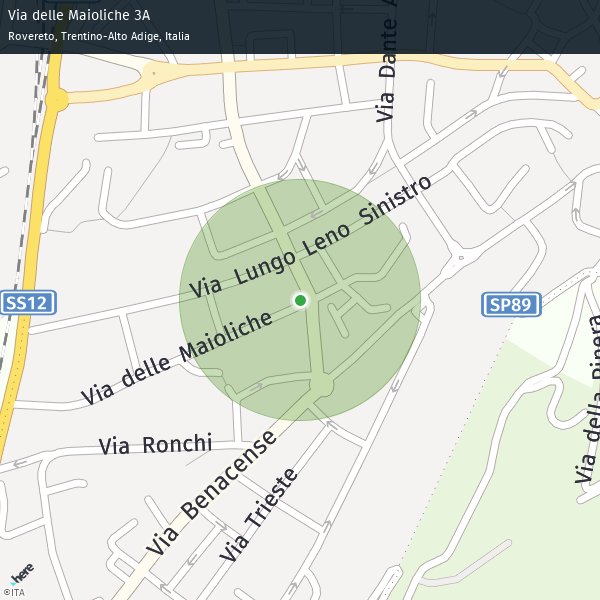 Via delle Maioliche 3A
Rovereto, Trentino-Alto Adige, Italia
Via Dante A
Via Lungo Leno Sinistro
SS12
SP89
Via delle Maioliche
Via della Pinera
Via Ronchi
Via Benacense
Via Trieste
here
©ITA